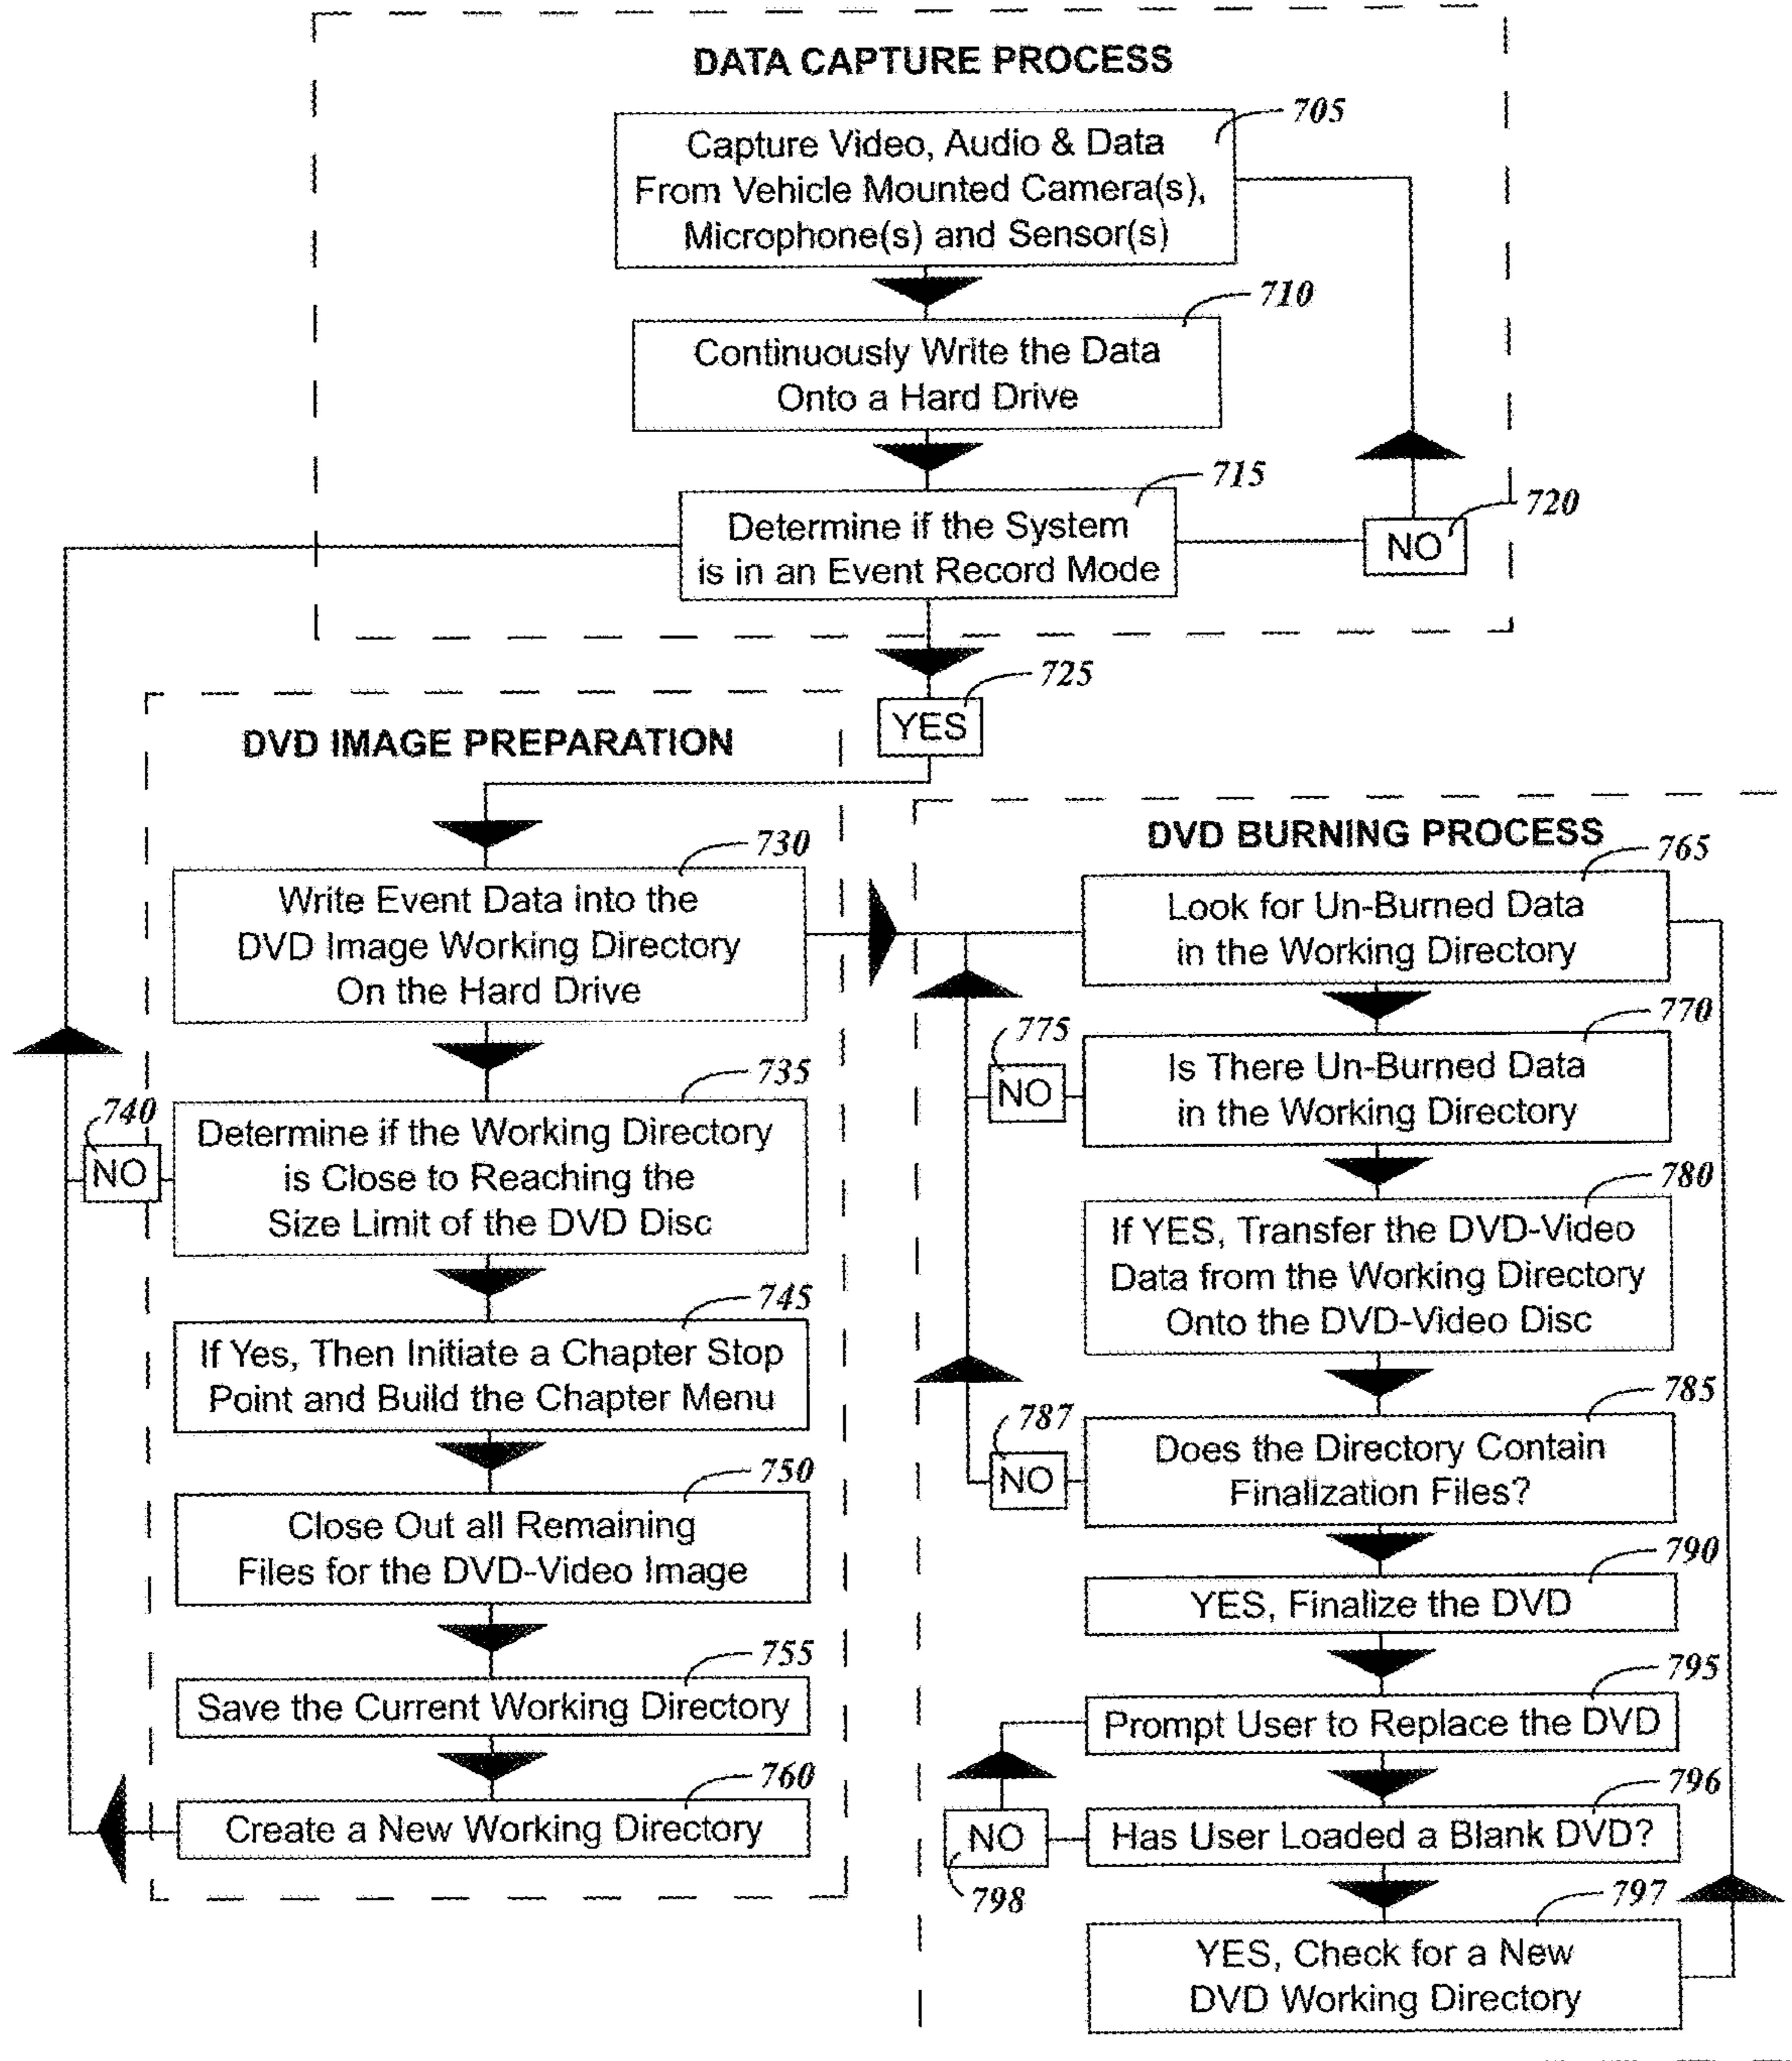 DATA CAPTURE PROCESS
705
Capture Video, Audio & Data
From Vehicle Mounted Camera(s),
Microphone(s) and Sensor(s)
710
Continuously Write the Data
Onto a Hard Drive
715
Determine if the System
is in an Event Record Mode
720
NO
725
YES
DVD IMAGE PREPARATION
730
Write Event Data into the
DVD Image Working Directory
On the Hard Drive
735
Determine if the Working Directory
is Close to Reaching the
Size Limit of the DVD Disc
740
NO
745
If Yes, Then Initiate a Chapter Stop
Point and Build the Chapter Menu
750
Close Out all Remaining
Files for the DVD-Video Image
755
Save the Current Working Directory
760
Create a New Working Directory
DVD BURNING PROCESS
765
Look for Un-Burned Data
in the Working Directory
770
Is There Un-Burned Data
in the Working Directory
775
NO
780
If YES, Transfer the DVD-Video
Data from the Working Directory
Onto the DVD-Video Disc
785
Does the Directory Contain
Finalization Files?
787
NO
790
YES, Finalize the DVD
795
Prompt User to Replace the DVD
796
Has User Loaded a Blank DVD?
NO
798
797
YES, Check for a New
DVD Working Directory